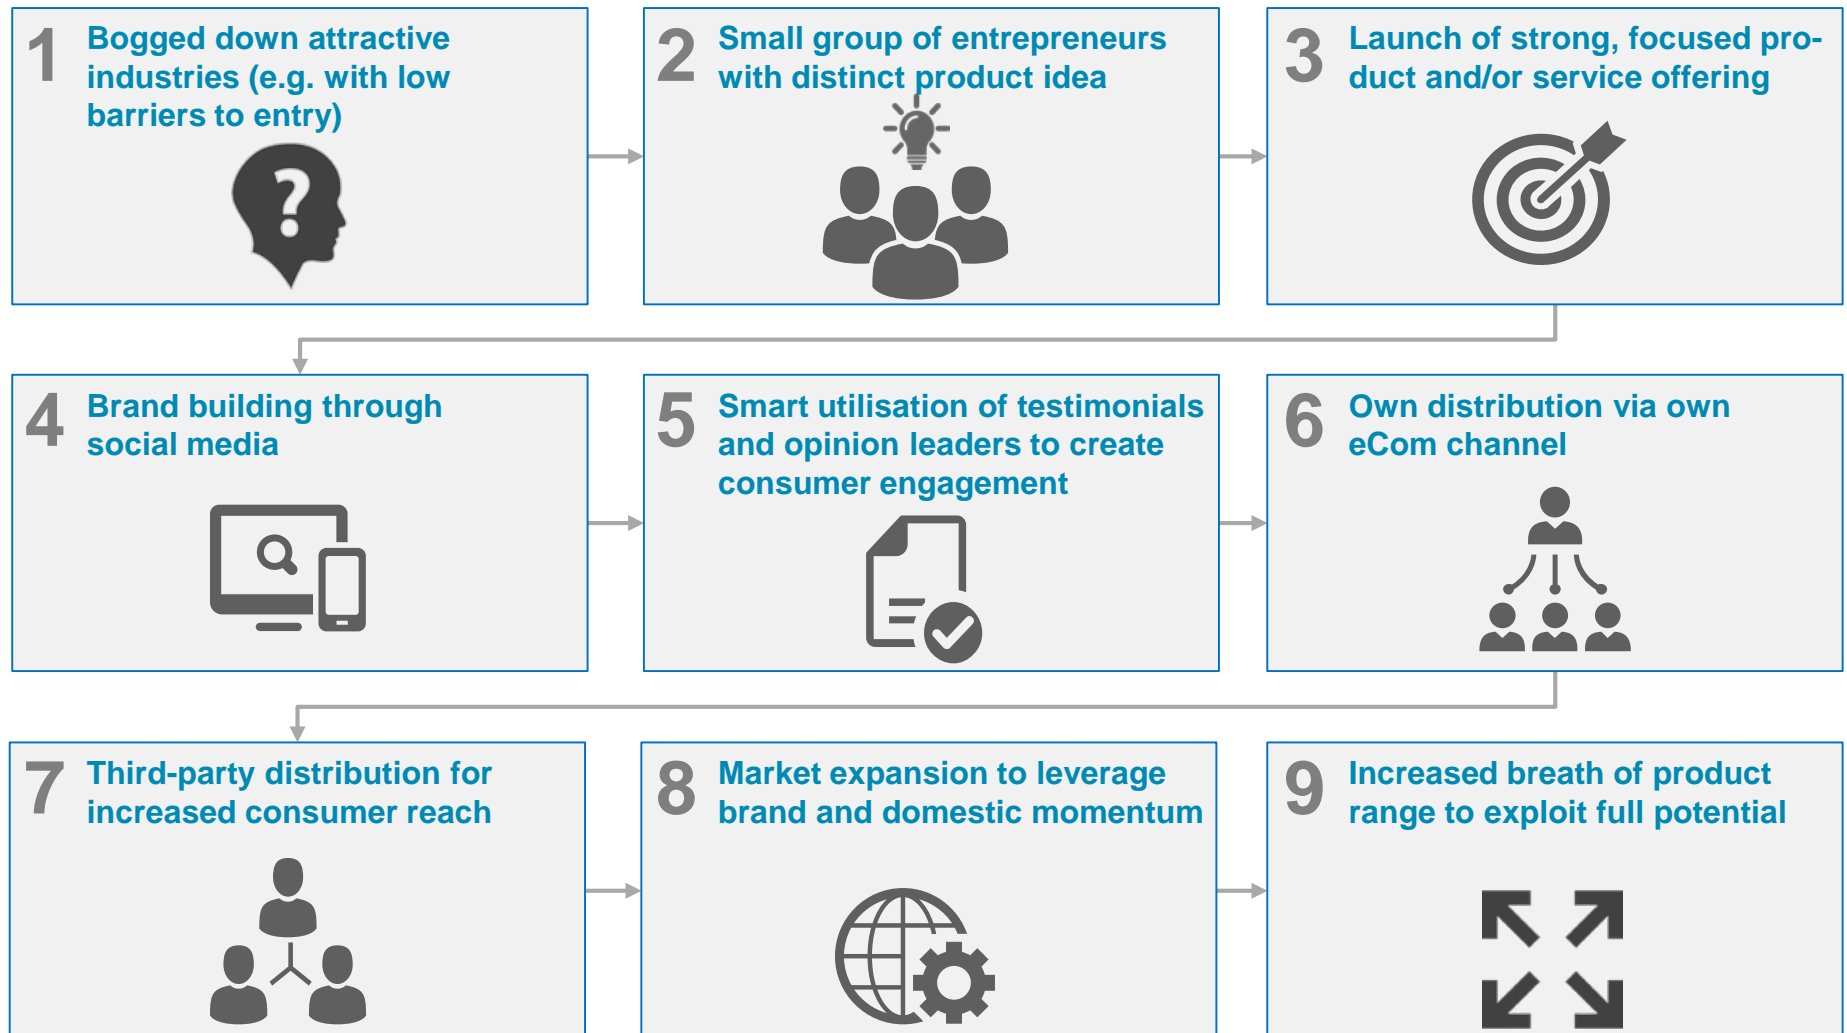 1
Bogged down attractive
industries (e.g. with low
barriers to entry)
2
Small group of entrepreneurs
with distinct product idea
3
Launch of strong, focused pro-
duct and/or service offering
?
4
Brand building through
social media
5
Smart utilisation of testimonials
and opinion leaders to create
consumer engagement
6
Own distribution via own
eCom channel
7
Third-party distribution for
increased consumer reach
8
Market expansion to leverage
brand and domestic momentum
9
Increased breath of product
range to exploit full potential